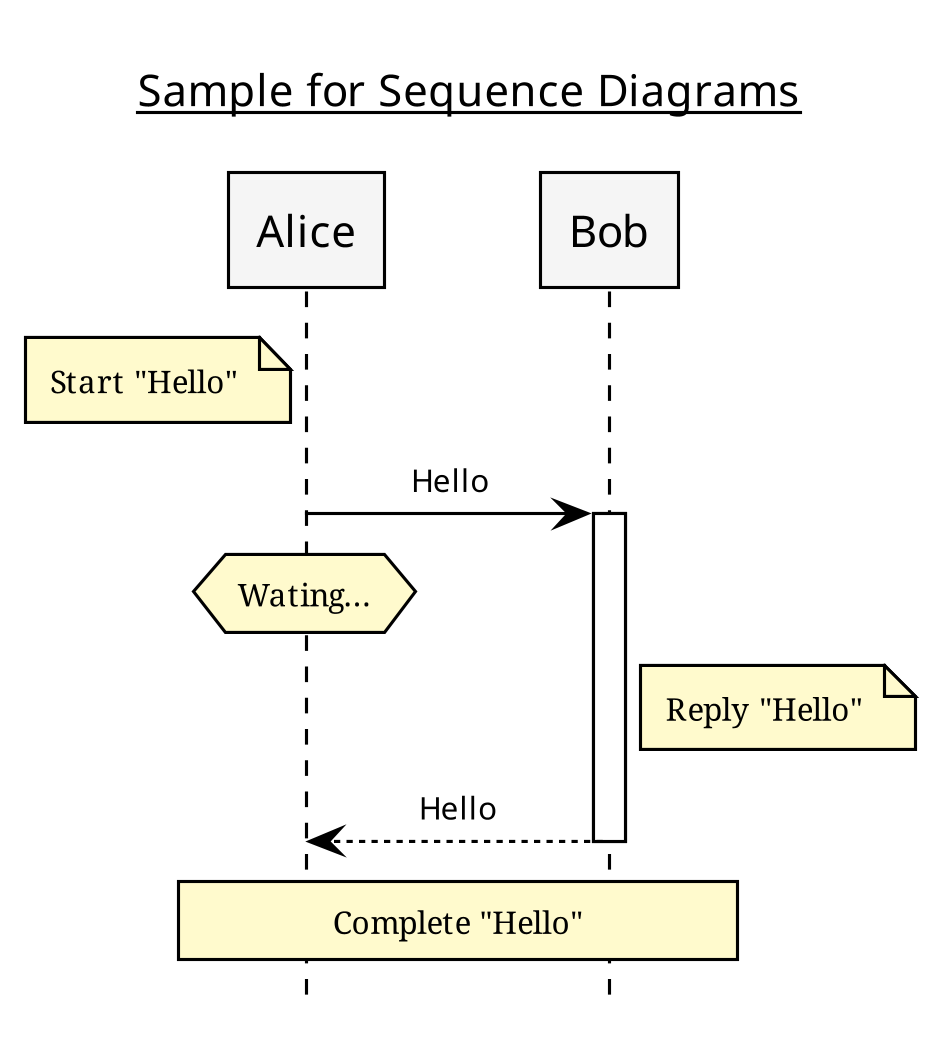 Sample for Sequence Diagrams
Alice
Bob
Start "Hello"
Hello
Wating...
Reply "Hello"
Hello
Complete "Hello"